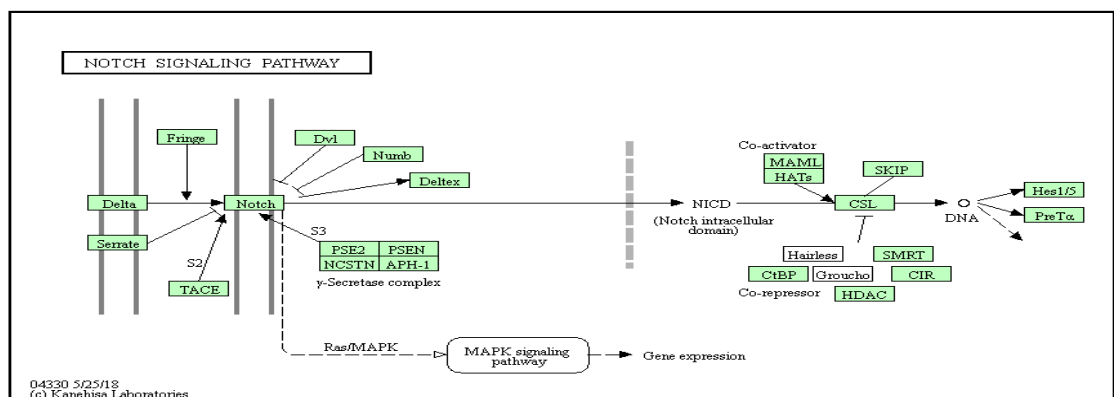 NOTCH SIGNALING PATHWAY
Fringe
Dvl
Numb
Deltex
Delta
Notch
Serrate
S2
TACE
S3
PSE2 PSEN
NCSTN APH-1
γ-Secretase complex
NICD
(Notch intracellular
domain)
Co-activator
MAML
HATs
SKIP
CSL
DNA
Hes1/5
PreTα
Hairless
SMRT
CtBP
Groucho
CIR
Co-repressor
HDAC
Ras/MAPK
MAPK signaling
pathway
Gene expression
04330 5/25/18
(c) Kanehisa Laboratories